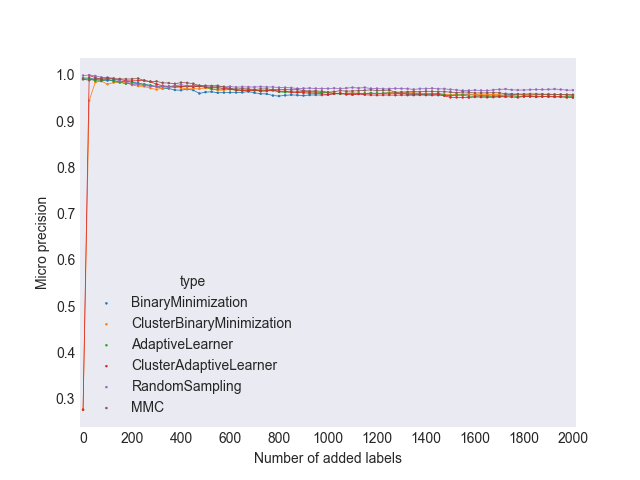 1.0
0.9
0.8
0.7
0.6
0.5
0.4
0.3
Micro precision
type
BinaryMinimization
ClusterBinaryMinimization
AdaptiveLearner
ClusterAdaptiveLearner
RandomSampling
MMC
0 200 400 600 800 1000 1200 1400 1600 1800 2000
Number of added labels